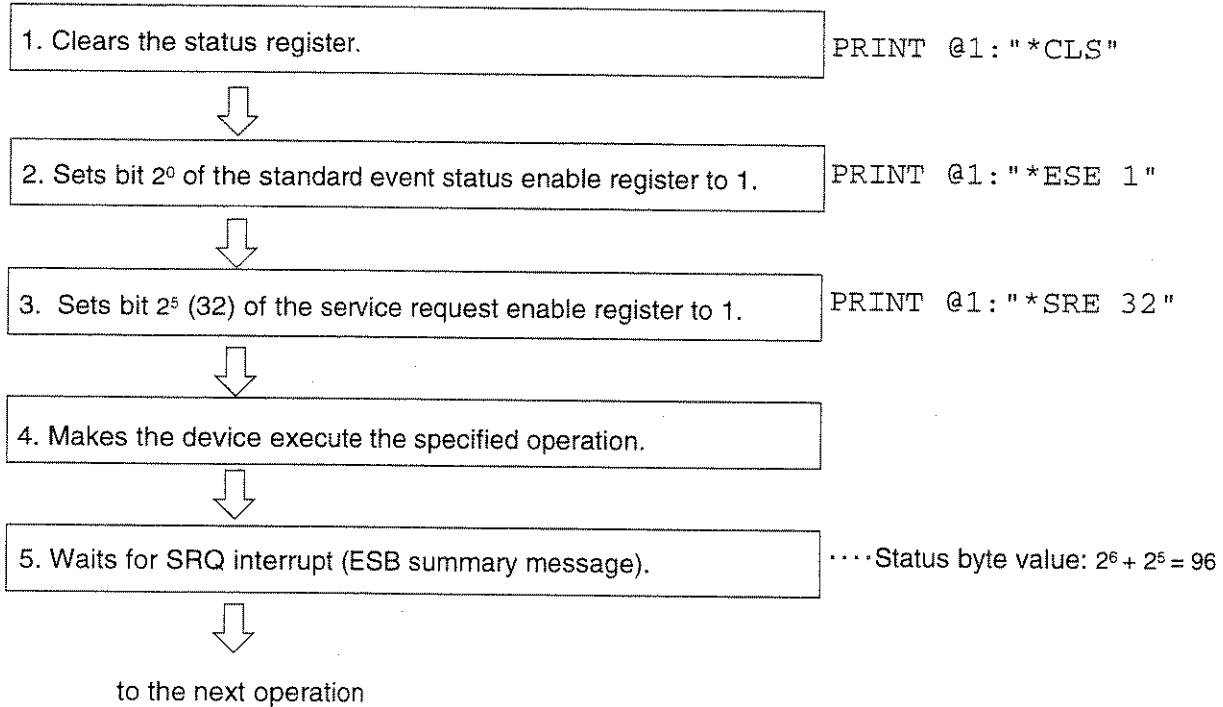 1. Clears the status register. PRINT @1:"*CLS"
2. Sets bit 2⁰ of the standard event status enable register to 1. PRINT @1:"*ESE 1"
3. Sets bit 2⁵ (32) of the service request enable register to 1. PRINT @1:"*SRE 32"
4. Makes the device execute the specified operation.
5. Waits for SRQ interrupt (ESB summary message). ····Status byte value: 2⁶ + 2⁵ = 96
to the next operation